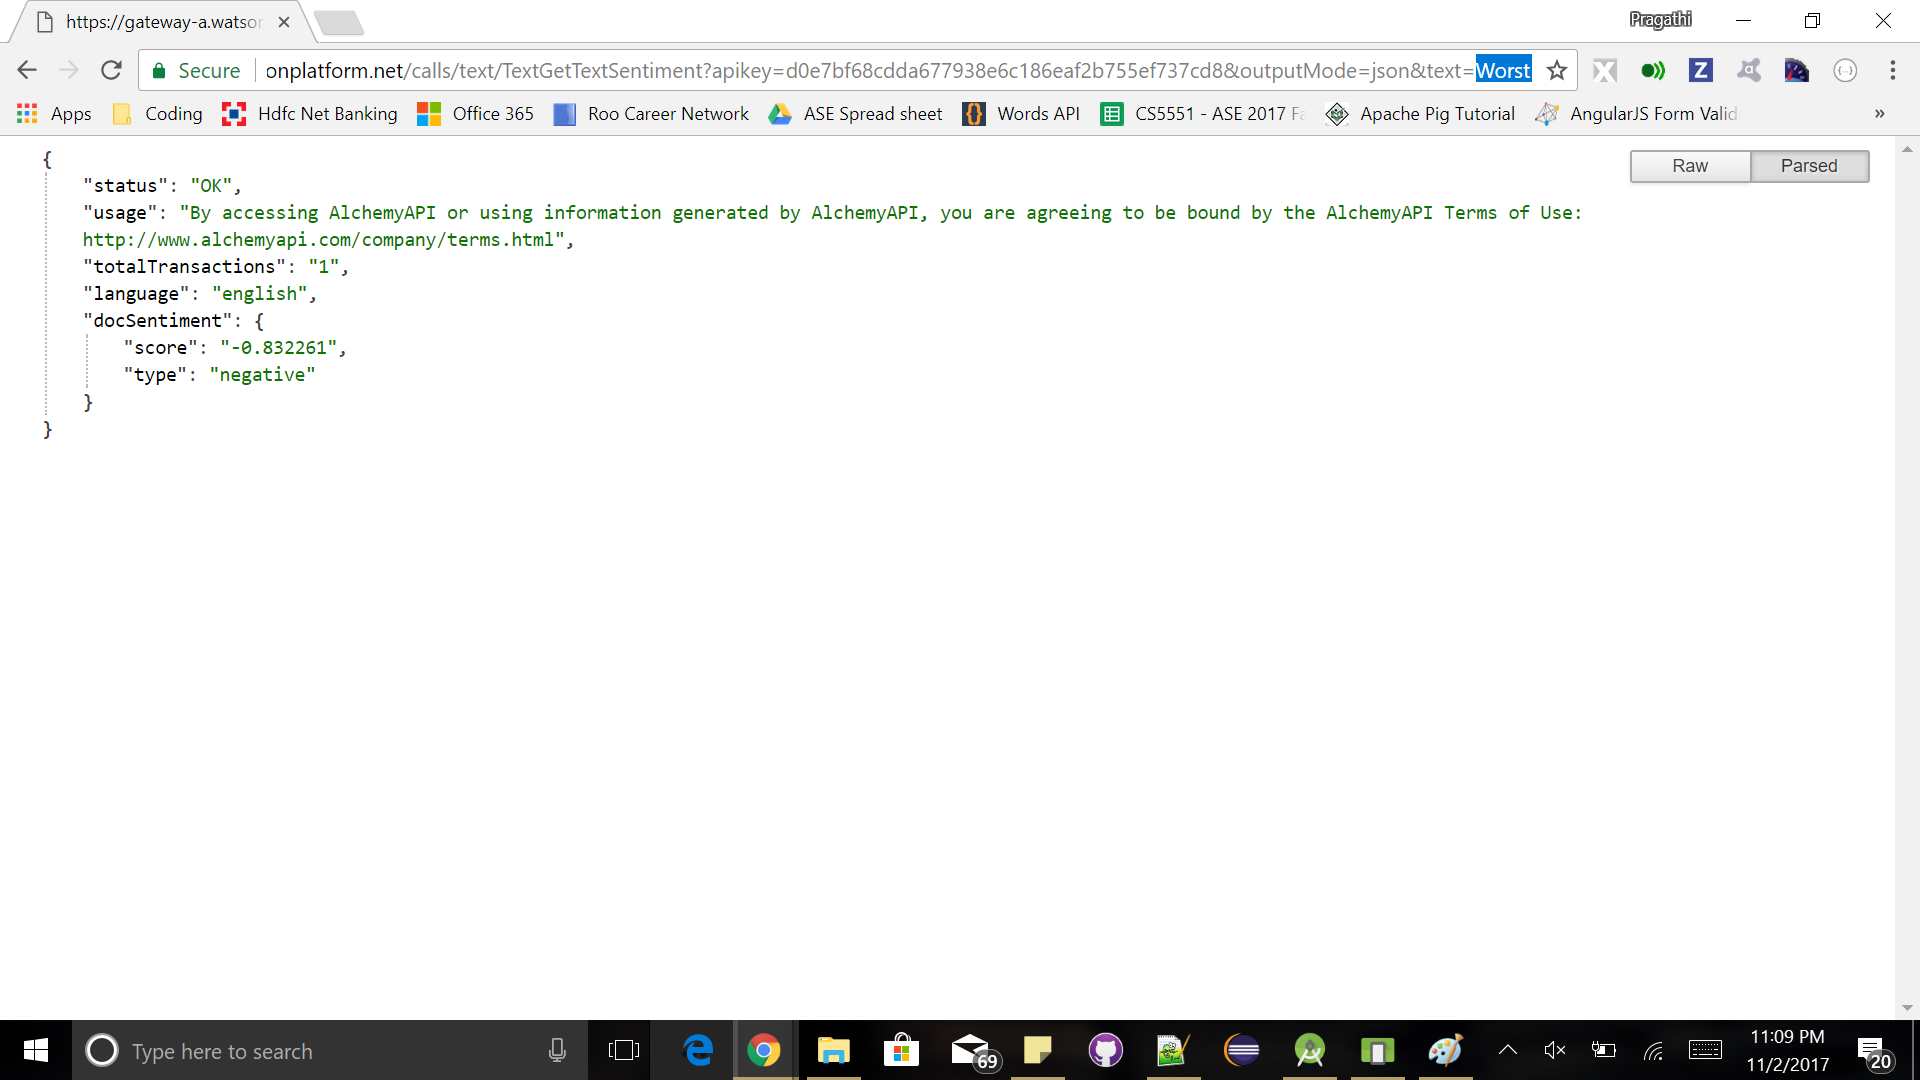 https://gateway-a.watson
Pragathi
Secure onplatform.net/calls/text/TextGetTextSentiment?apikey=d0e7bf68cdda677938e6c186eaf2b755ef737cd8&outputMode=json&text=Worst
Apps Coding Hdfc Net Banking Office 365 Roo Career Network ASE Spread sheet Words API CS5551 - ASE 2017 Fa Apache Pig Tutorial AngularJS Form Valid »
Raw Parsed
{
"status": "OK",
"usage": "By accessing AlchemyAPI or using information generated by AlchemyAPI, you are agreeing to be bound by the AlchemyAPI Terms of Use:
http://www.alchemyapi.com/company/terms.html",
"totalTransactions": "1",
"language": "english",
"docSentiment": {
"score": "-0.832261",
"type": "negative"
}
}
Type here to search
69
11:09 PM
11/2/2017
20